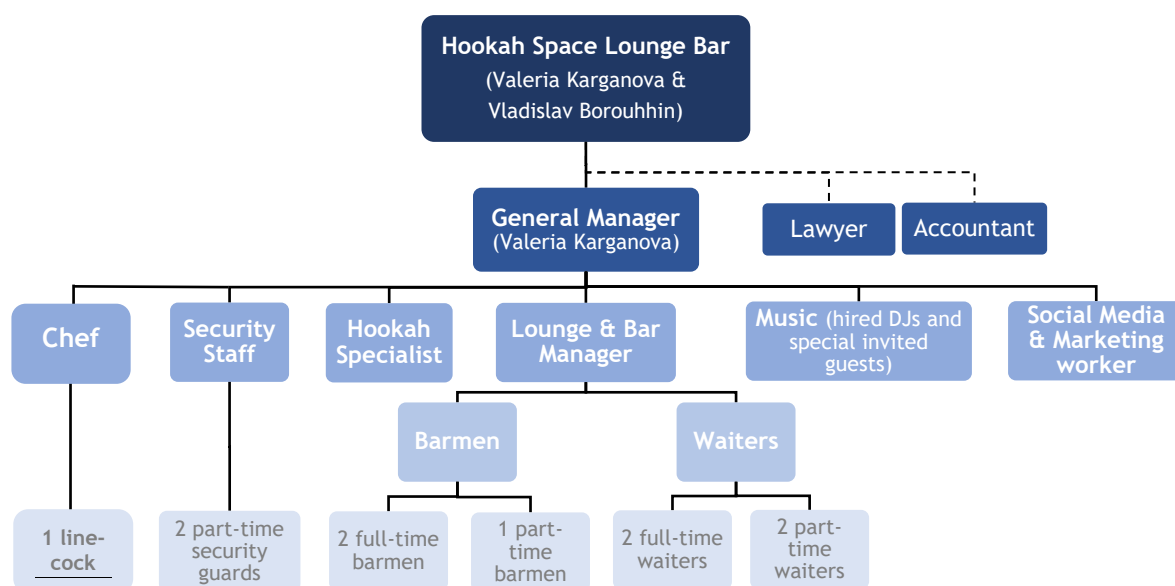 Hookah Space Lounge Bar
(Valeria Karganova &
Vladislav Borouhhin)
General Manager
(Valeria Karganova)
Lawyer
Accountant
Chef
Security
Staff
Hookah
Specialist
Lounge & Bar
Manager
Music (hired DJs and
special invited
guests)
Social Media
& Marketing
worker
Barmen
Waiters
1 line-
cock
2 part-time
security
guards
2 full-time
barmen
1 part-
time
barmen
2 full-time
waiters
2 part-
time
waiters